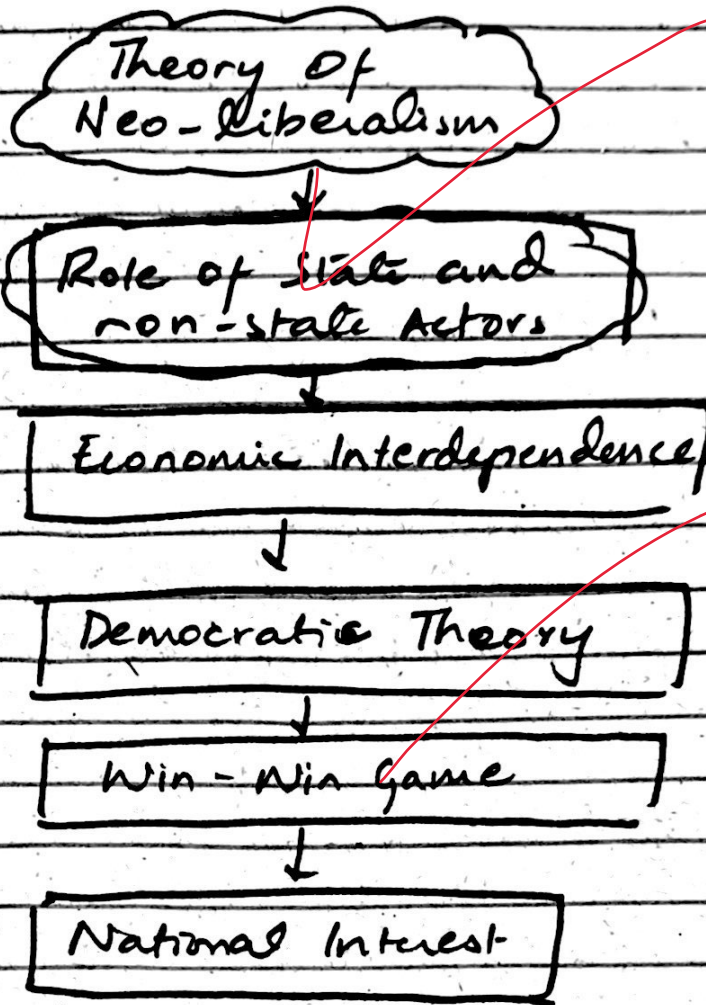 Theory Of
Neo-liberalism
Role of State and
non-state Actors
Economic Interdependence
Democratic Theory
Win-Win Game
National Interest